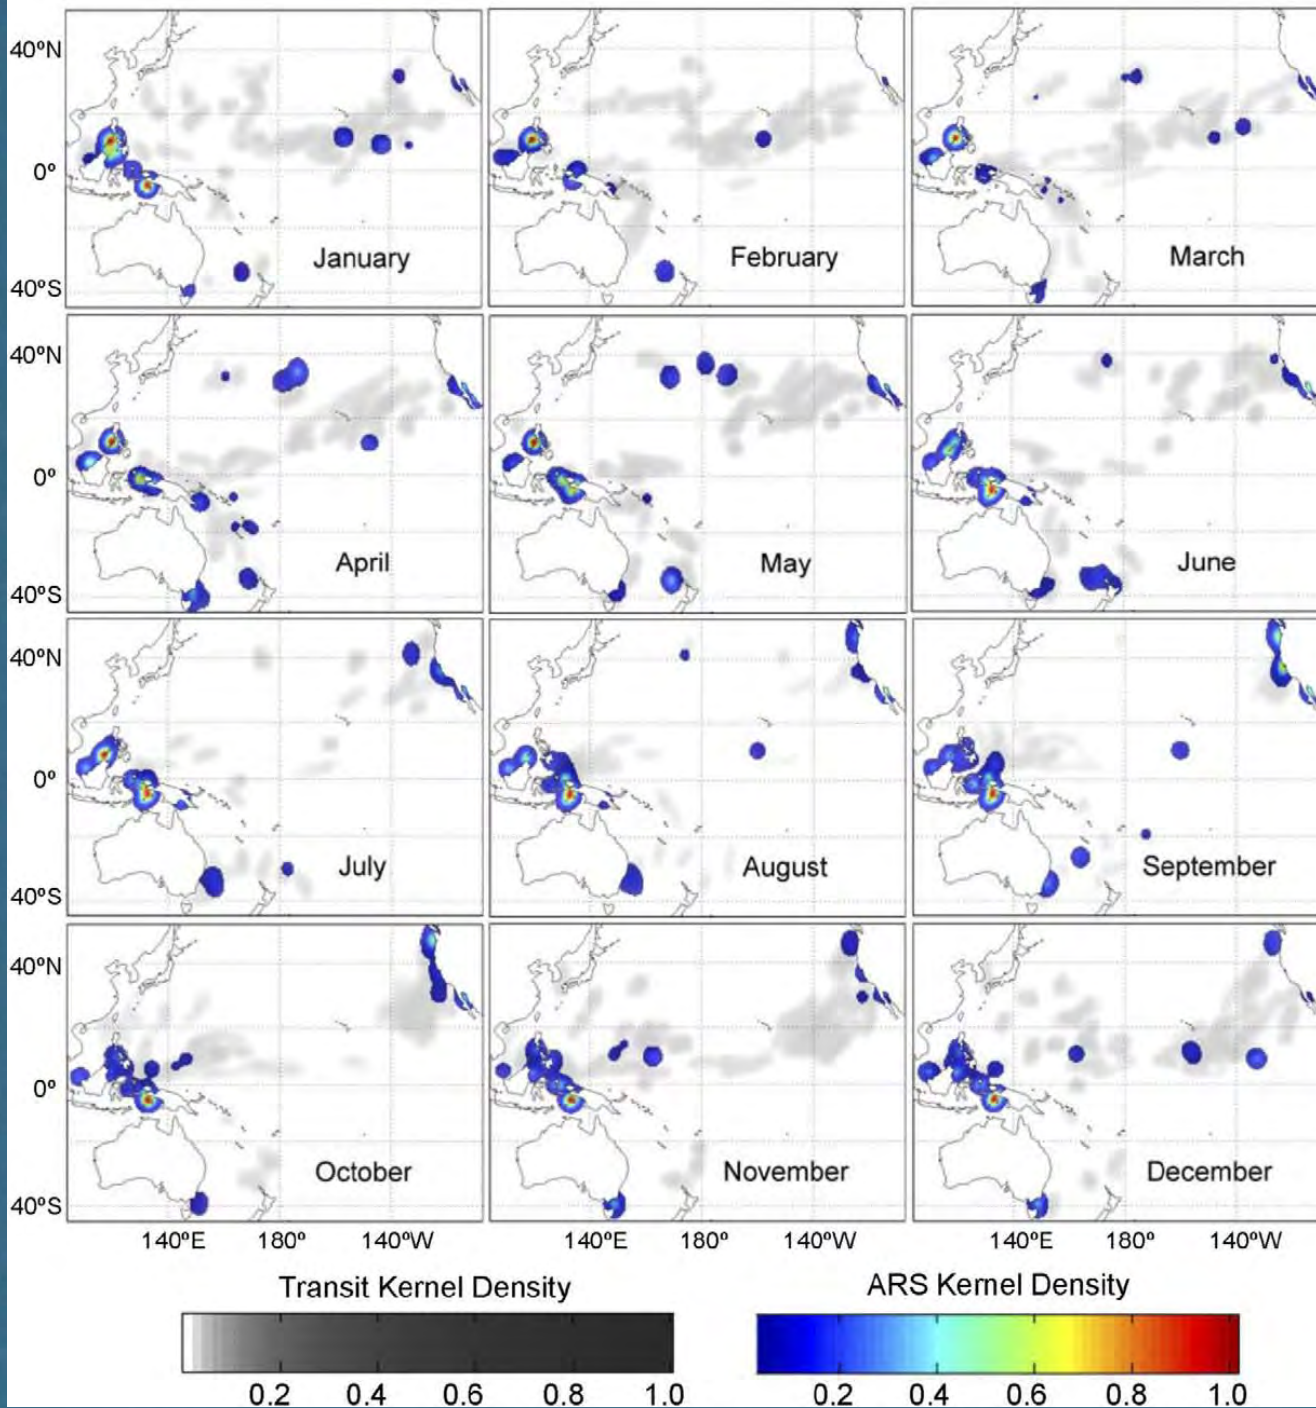 40ºN
0º
40ºS
January
February
March
40ºN
0º
40ºS
April
May
June
40ºN
0º
40ºS
July
August
September
40ºN
0º
40ºS
October
November
December
140ºE 180º 140ºW 140ºE 180º 140ºW 140ºE 180º 140ºW
Transit Kernel Density
ARS Kernel Density
0.2 0.4 0.6 0.8 1.0
0.2 0.4 0.6 0.8 1.0